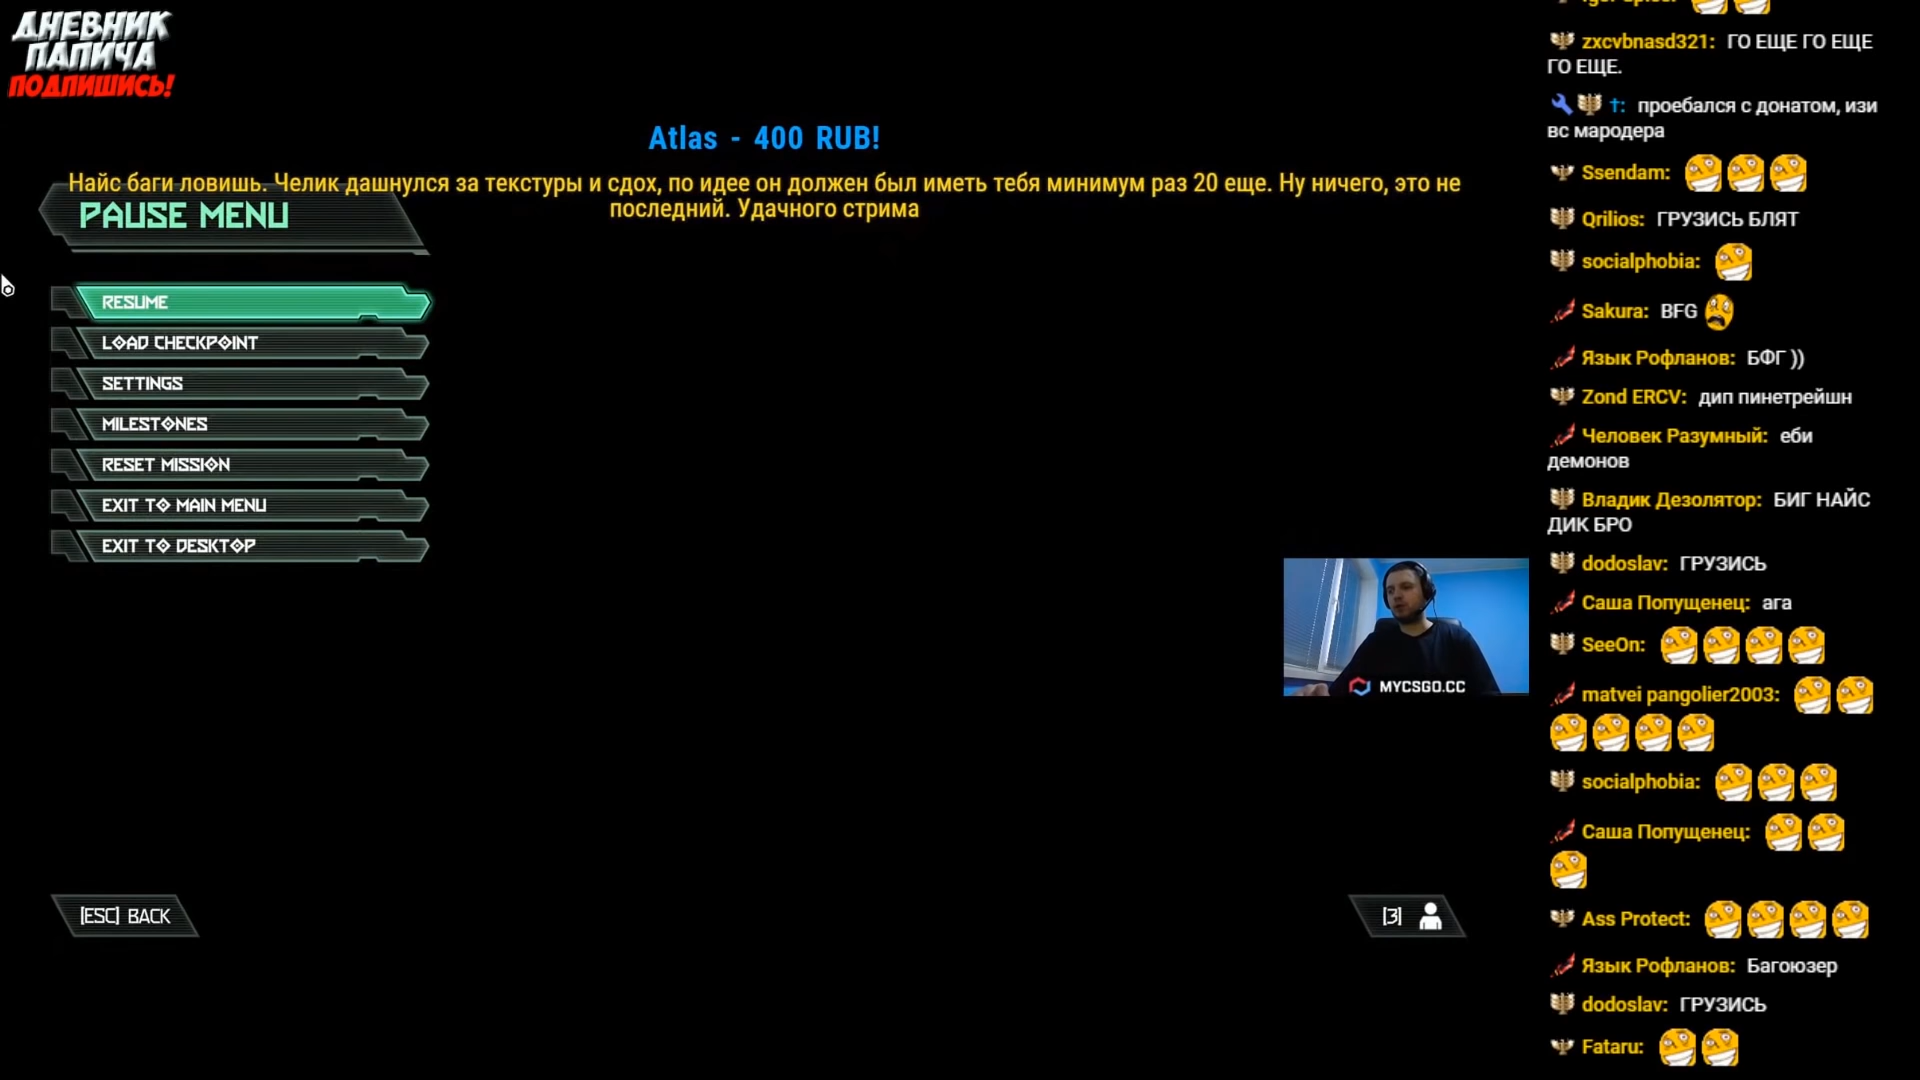 ДНЕВНИК
ПАПИЧА
ПОДПИШИСЬ!
Atlas - 400 RUB!
Найс баги ловишь. Челик дашнулся за текстуры и сдох, по идее он должен был иметь тебя минимум раз 20 еще. Ну ничего, это не
последний. Удачного стрима
PAUSE MENU
RESUME
LOAD CHECKPOINT
SETTINGS
MILESTONES
RESET MISSION
EXIT TO MAIN MENU
EXIT TO DESKTOP
[ESC] BACK
[3]
MYCSGO.CC
zxcvbnasd321: ГО ЕЩЕ ГО ЕЩЕ
ГО ЕЩЕ.
†: проебался с донатом, изи
вс мародера
Ssendam:
Qrilios: ГРУЗИСЬ БЛЯТ
socialphobia:
Sakura: BFG
Язык Рофланов: БФГ ))
Zond ERCV: дип пинетрейшн
Человек Разумный: еби
демонов
Владик Дезолятор: БИГ НАЙС
ДИК БРО
dodoslav: ГРУЗИСЬ
Саша Попущенец: ага
SeeOn:
matvei pangolier2003:
socialphobia:
Саша Попущенец:
Ass Protect:
Язык Рофланов: Багоюзер
dodoslav: ГРУЗИСЬ
Fataru: